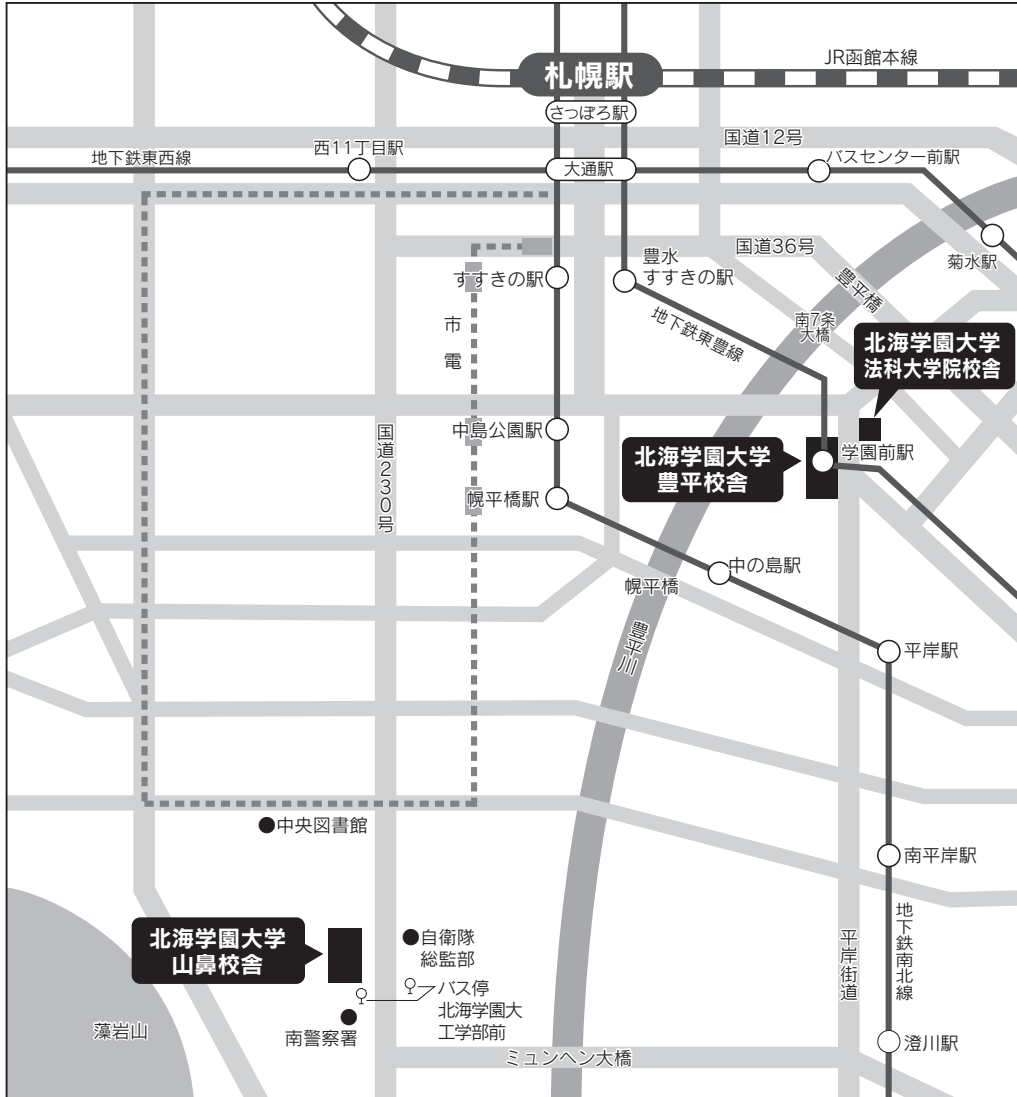 JR函館本線
札幌駅
さっぽろ駅
国道12号
地下鉄東西線
西11丁目駅
大通駅
バスセンター前駅
国道36号
菊水駅
豊水
すすきの駅
すすきの駅
豊平橋
市電
地下鉄東豊線
南7条
大橋
北海学園大学
法科大学院校舎
国道230号
中島公園駅
学園前駅
北海学園大学
豊平校舎
幌平橋駅
中の島駅
幌平橋
豊平川
平岸駅
中央図書館
南平岸駅
地下鉄南北線
平岸街道
北海学園大学
山鼻校舎
自衛隊
総監部
バス停
北海学園大
工学部前
南警察署
藻岩山
ミュンヘン大橋
澄川駅